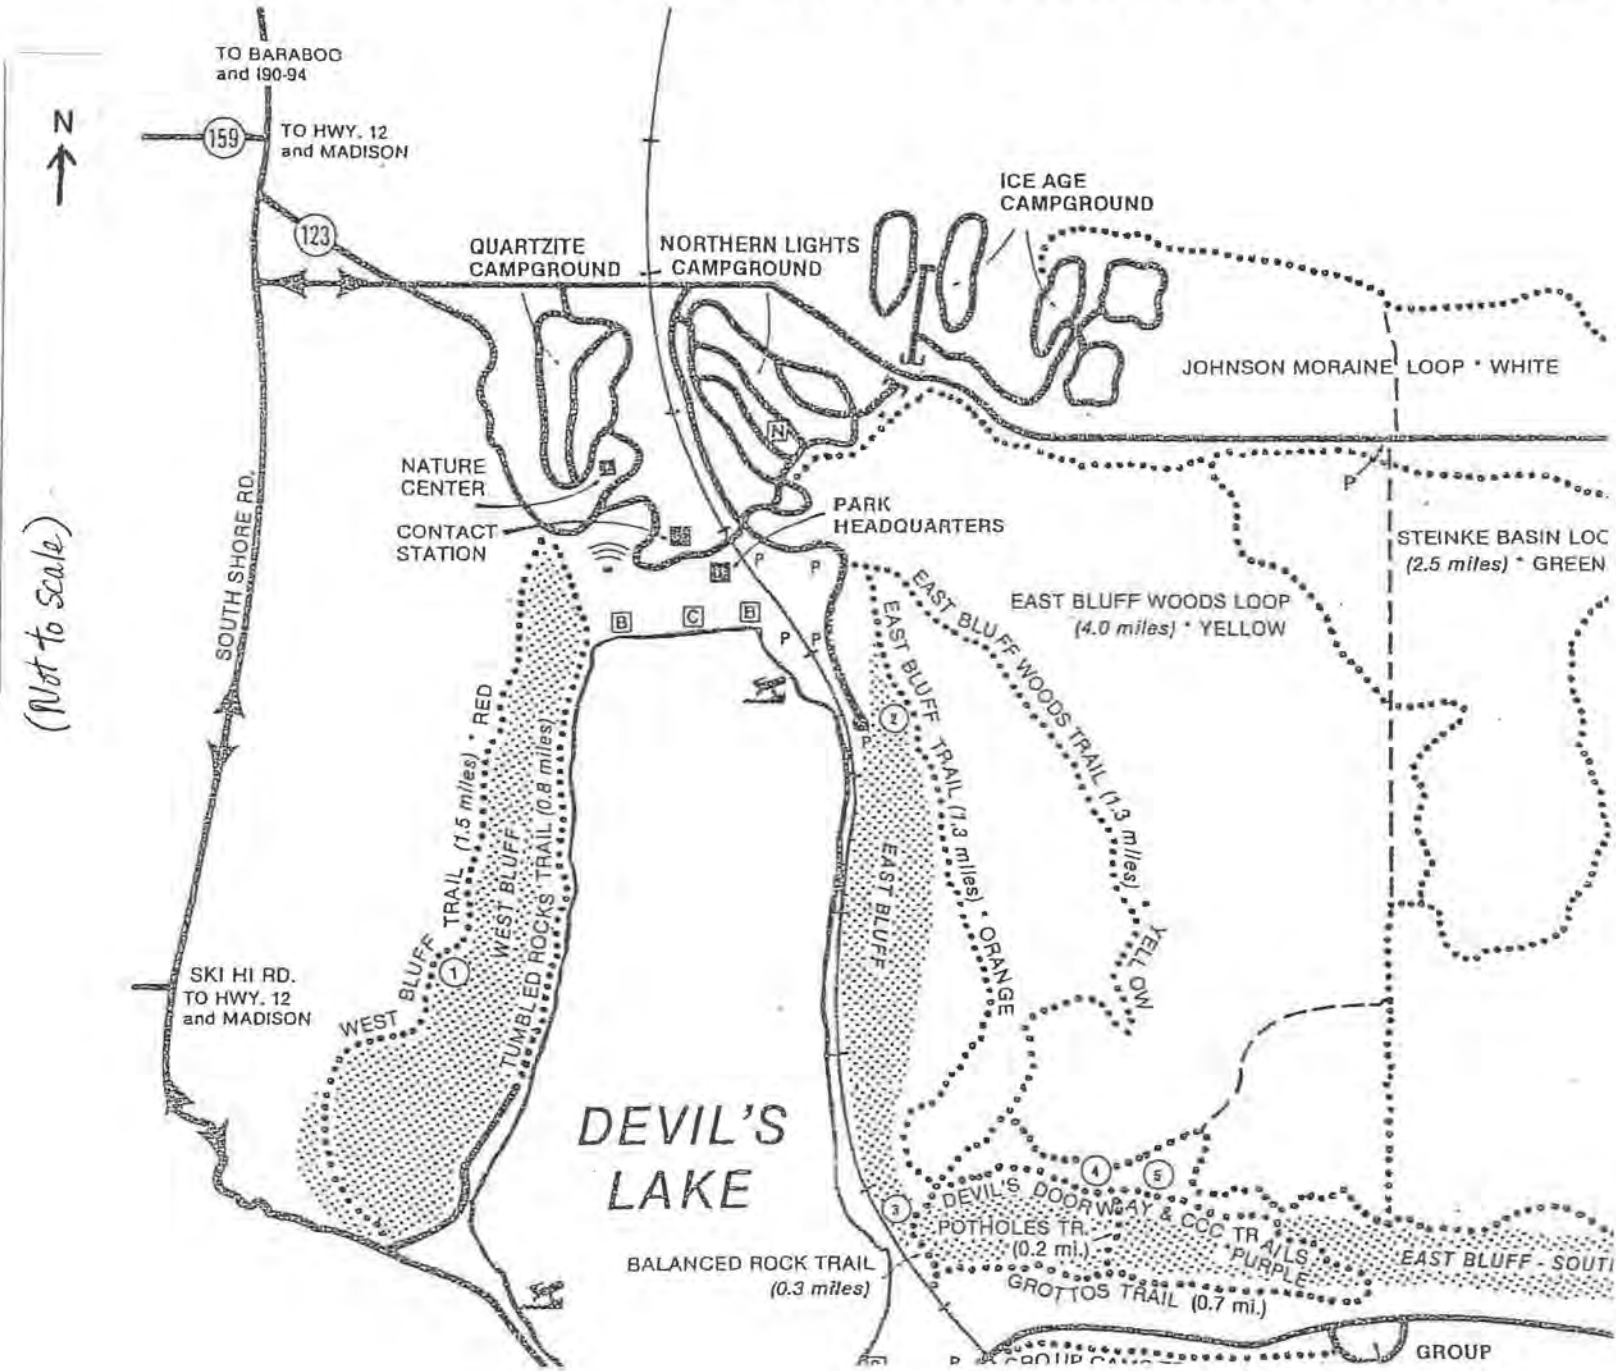 TO BARABOO
and I90-94
N
159
TO HWY. 12
and MADISON
123
QUARTZITE
CAMPGROUND
NORTHERN LIGHTS
CAMPGROUND
ICE AGE
CAMPGROUND
JOHNSON MORAINE LOOP * WHITE
N
NATURE
CENTER
CONTACT
STATION
PARK
HEADQUARTERS
P
STEINKE BASIN LOO
(2.5 miles) * GREEN
SOUTH SHORE RD.
(Not to scale)
P
P
B
C
B
P
P
EAST BLUFF WOODS LOOP
(4.0 miles) * YELLOW
EAST BLUFF WOODS TRAIL (1.3 miles) * YELLOW
EAST BLUFF TRAIL (1.3 miles) * ORANGE
2
P
EAST BLUFF
WEST BLUFF TRAIL (1.5 miles) * RED
WEST BLUFF
TUMBLED ROCKS TRAIL (0.8 miles)
1
SKI HI RD.
TO HWY. 12
and MADISON
DEVIL'S
LAKE
4
5
3
DEVIL'S DOORWAY & CCC TRAILS
PURPLE
POTHOLES TR.
(0.2 mi.)
BALANCED ROCK TRAIL
(0.3 miles)
GROTTOS TRAIL (0.7 mi.)
EAST BLUFF - SOUT
GROUP
P